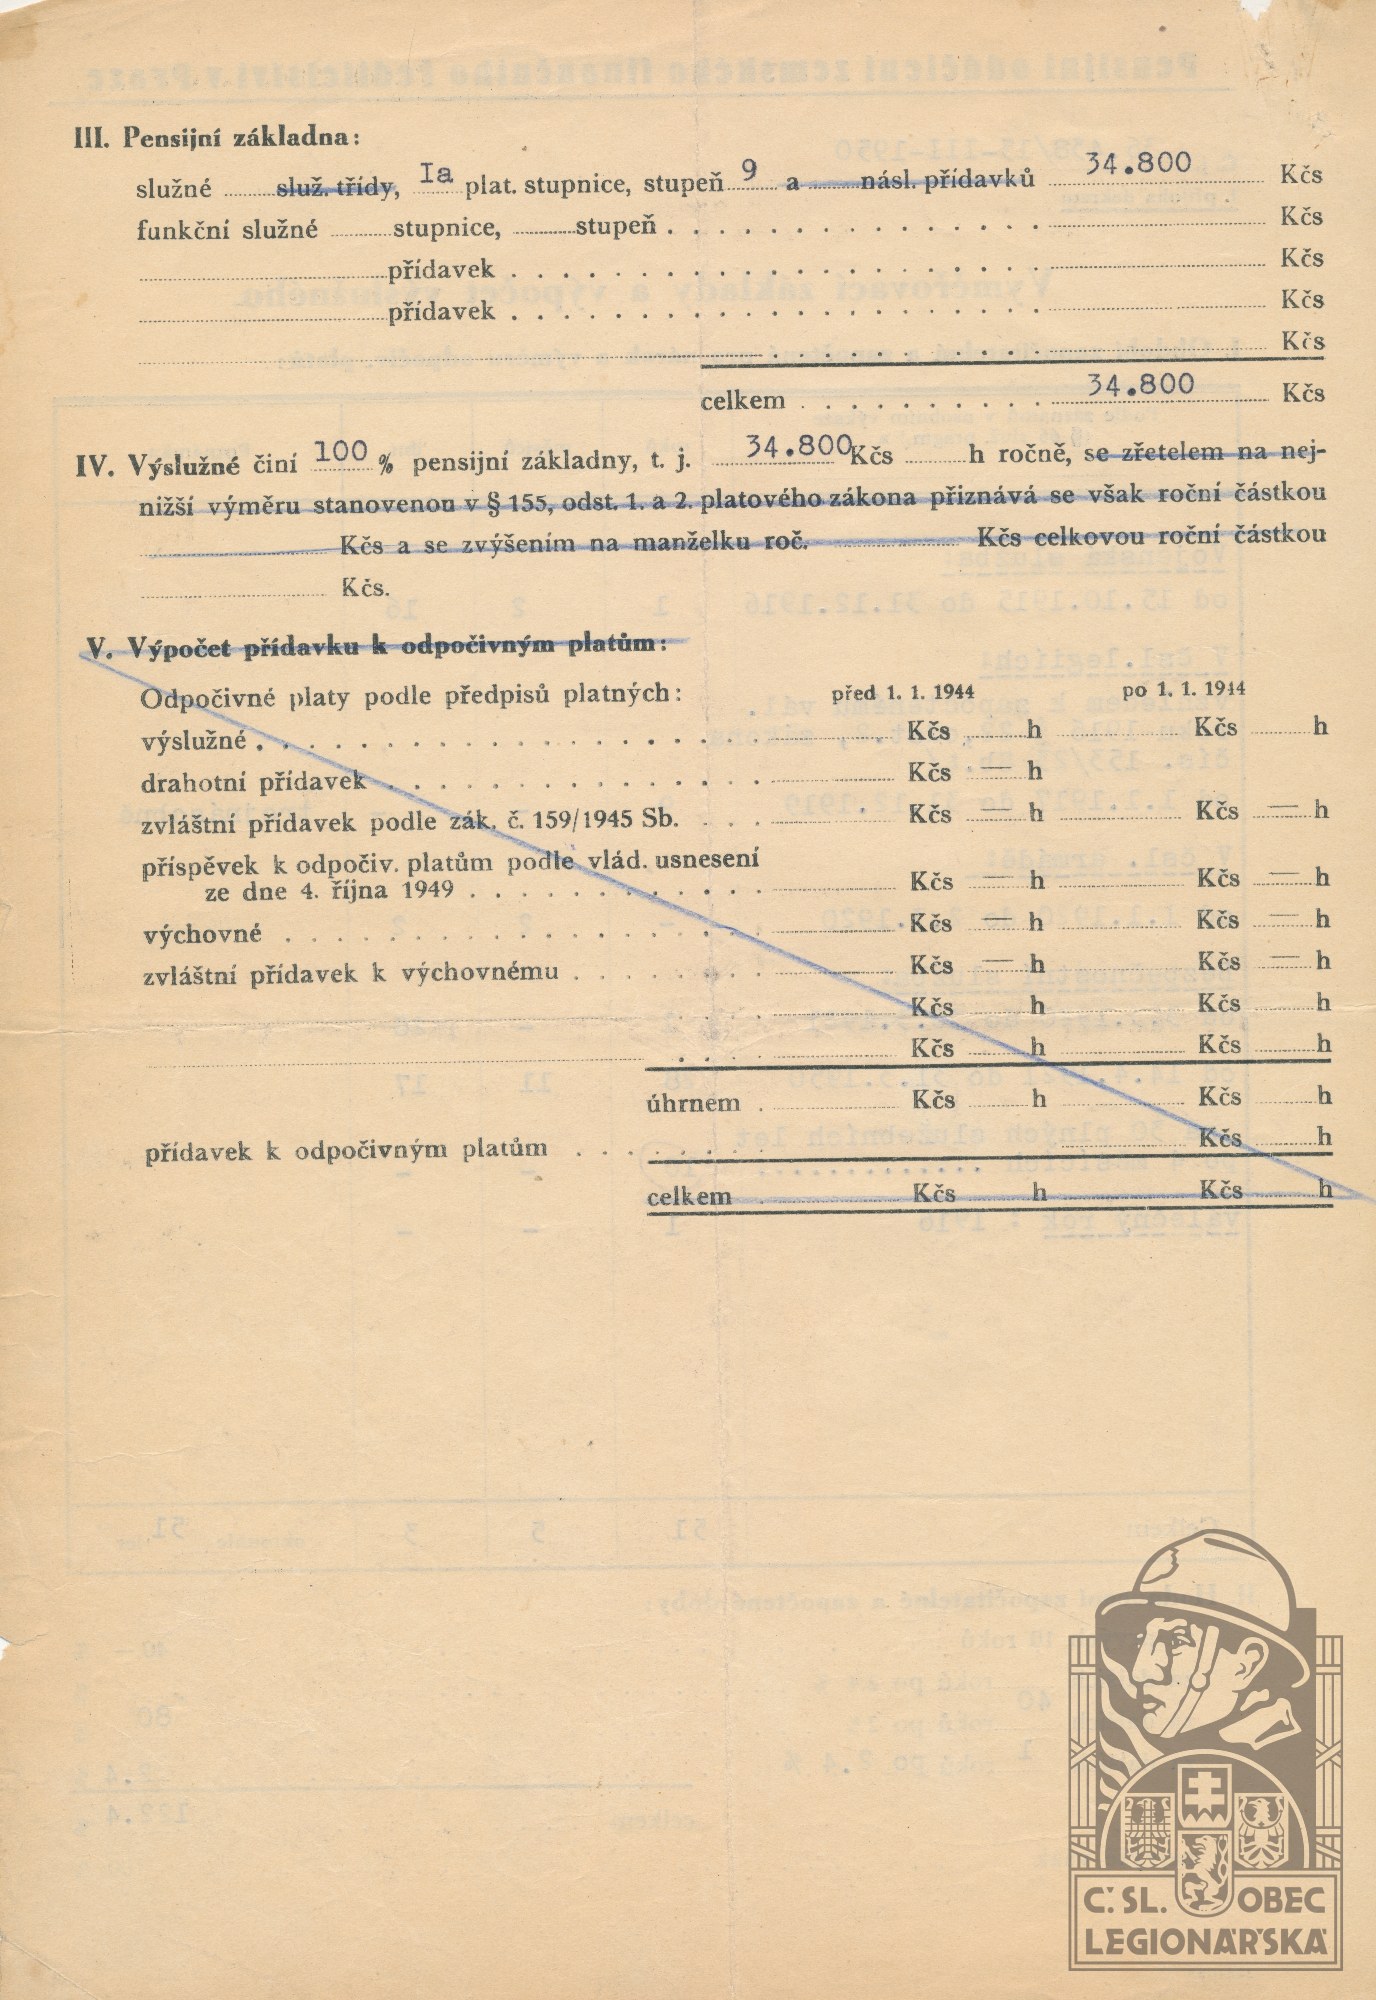 III. Pensijní základna:
služné ........ služ. třídy, Ia plat. stupnice, stupeň 9 a ........ násl. přídavků ........ 34.800 Kčs
funkční služné ........ stupnice, ........ stupeň . . . . . . . . . . . . . . . ........ Kčs
........ přídavek . . . . . . . . . . . . . . . . . . . . . ........ Kčs
........ přídavek . . . . . . . . . . . . . . . . . . . . . ........ Kčs
........ . . . . . . . . . . . ........ Kčs
celkem . . . . . . . . . . 34.800 Kčs
IV. Výslužné činí 100 % pensijní základny, t. j. 34.800 Kčs ........ h ročně, se zřetelem na nej-
nižší výměru stanovenou v § 155, odst. 1. a 2. platového zákona přiznává se však roční částkou
........ Kčs a se zvýšením na manželku roč. ........ Kčs celkovou roční částkou
........ Kčs.
V. Výpočet přídavku k odpočivným platům:
Odpočivné platy podle předpisů platných: před 1. 1. 1944 po 1. 1. 1944
výslužné . . . . . . . . . . . . . . . . . . . . ........ Kčs ........ h ........ Kčs ........ h
drahotní přídavek . . . . . . . . . . . . . . . ........ Kčs — h
zvláštní přídavek podle zák. č. 159/1945 Sb. . . . ........ Kčs — h ........ Kčs — h
příspěvek k odpočiv. platům podle vlád. usnesení
ze dne 4. října 1949 . . . . . . . . . . . . ........ Kčs — h ........ Kčs — h
výchovné . . . . . . . . . . . . . . . . . . . ........ Kčs — h ........ Kčs — h
zvláštní přídavek k výchovnému . . . . . . . . ........ Kčs — h ........ Kčs — h
. . . ........ Kčs ........ h ........ Kčs ........ h
........ . . . . ........ Kčs ........ h ........ Kčs ........ h
úhrnem . ........ Kčs ........ h ........ Kčs ........ h
přídavek k odpočivným platům . . . . . . . . ........ Kčs ........ h
celkem ........ Kčs ........ h ........ Kčs ........ h
Č.SL. OBEC
LEGIONÁŘSKÁ